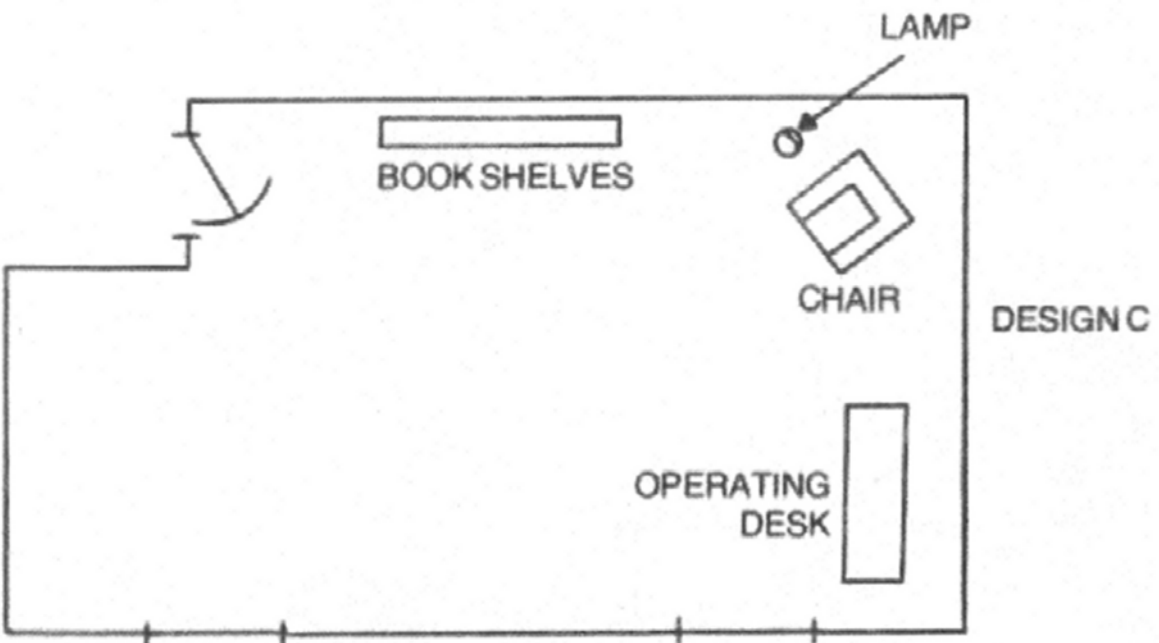 LAMP
BOOK SHELVES
CHAIR
DESIGN C
OPERATING
DESK